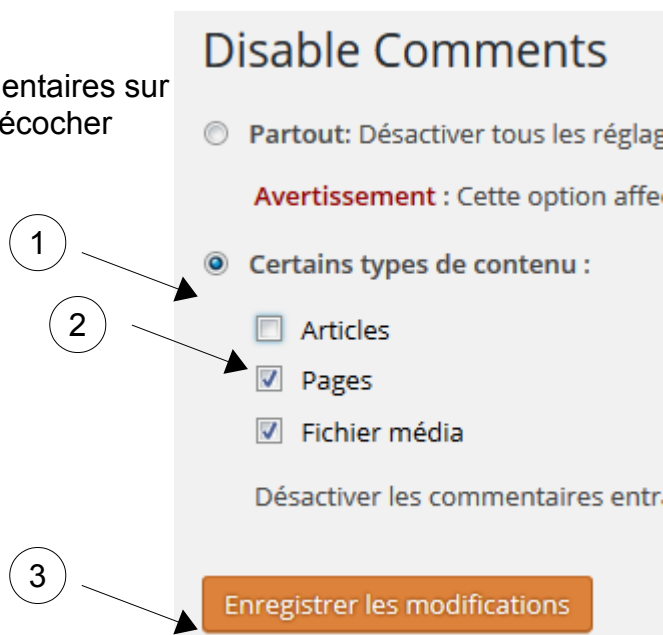 Disable Comments
entaires sur
écocher
Partout: Désactiver tous les réglag
Avertissement : Cette option affe
1
Certains types de contenu :
2
Articles
Pages
Fichier média
Désactiver les commentaires entra
3
Enregistrer les modifications